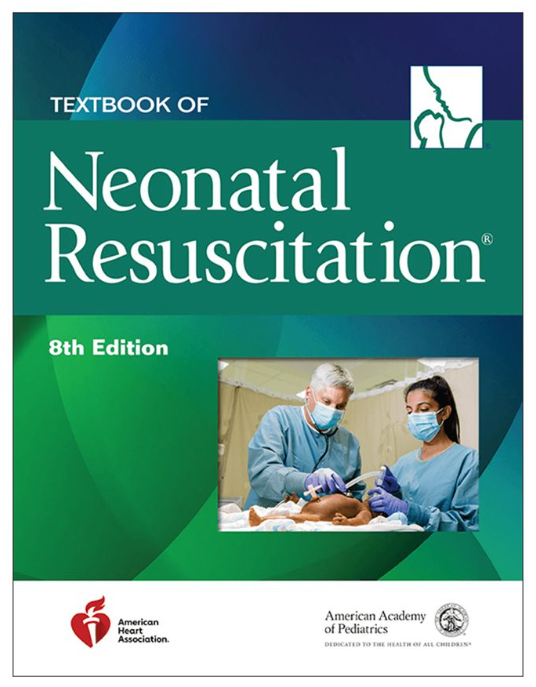 TEXTBOOK OF
Neonatal
Resuscitation®
8th Edition
American
Heart
Association®
American Academy
of Pediatrics
DEDICATED TO THE HEALTH OF ALL CHILDREN®